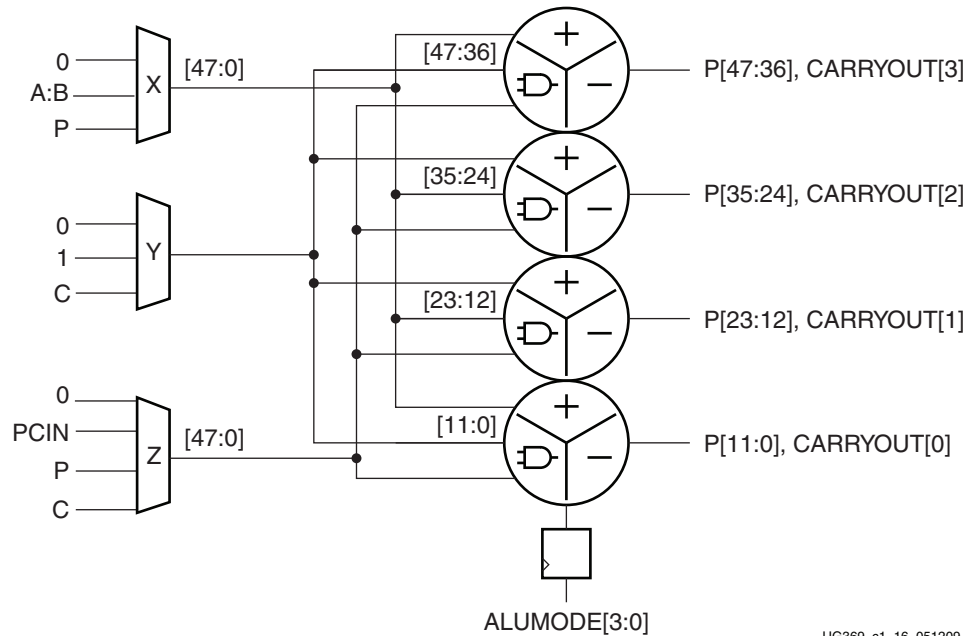 0
A:B
P
X
[47:0]
0
1
C
Y
0
PCIN
P
C
Z
[47:0]
[47:36]
P[47:36], CARRYOUT[3]
[35:24]
P[35:24], CARRYOUT[2]
[23:12]
P[23:12], CARRYOUT[1]
[11:0]
P[11:0], CARRYOUT[0]
ALUMODE[3:0]
UG369_c1_16_051209